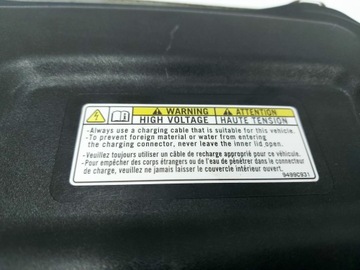 WARNING ATTENTION
HIGH VOLTAGE HAUTE TENSION
-Always use a charging cable that is suitable for this vehicle.
-To prevent foreign material or water from entering
the charging connector, never leave the inner lid open.
-Veuillez toujours utiliser un câble de recharge approprié pour ce véhicule.
-Pour empêcher des corps étrangers ou de l'eau de pénétrer dans le connecteur
de charge, veuillez ne jamais laisser le couvercle intérieur ouvert.
9499C931